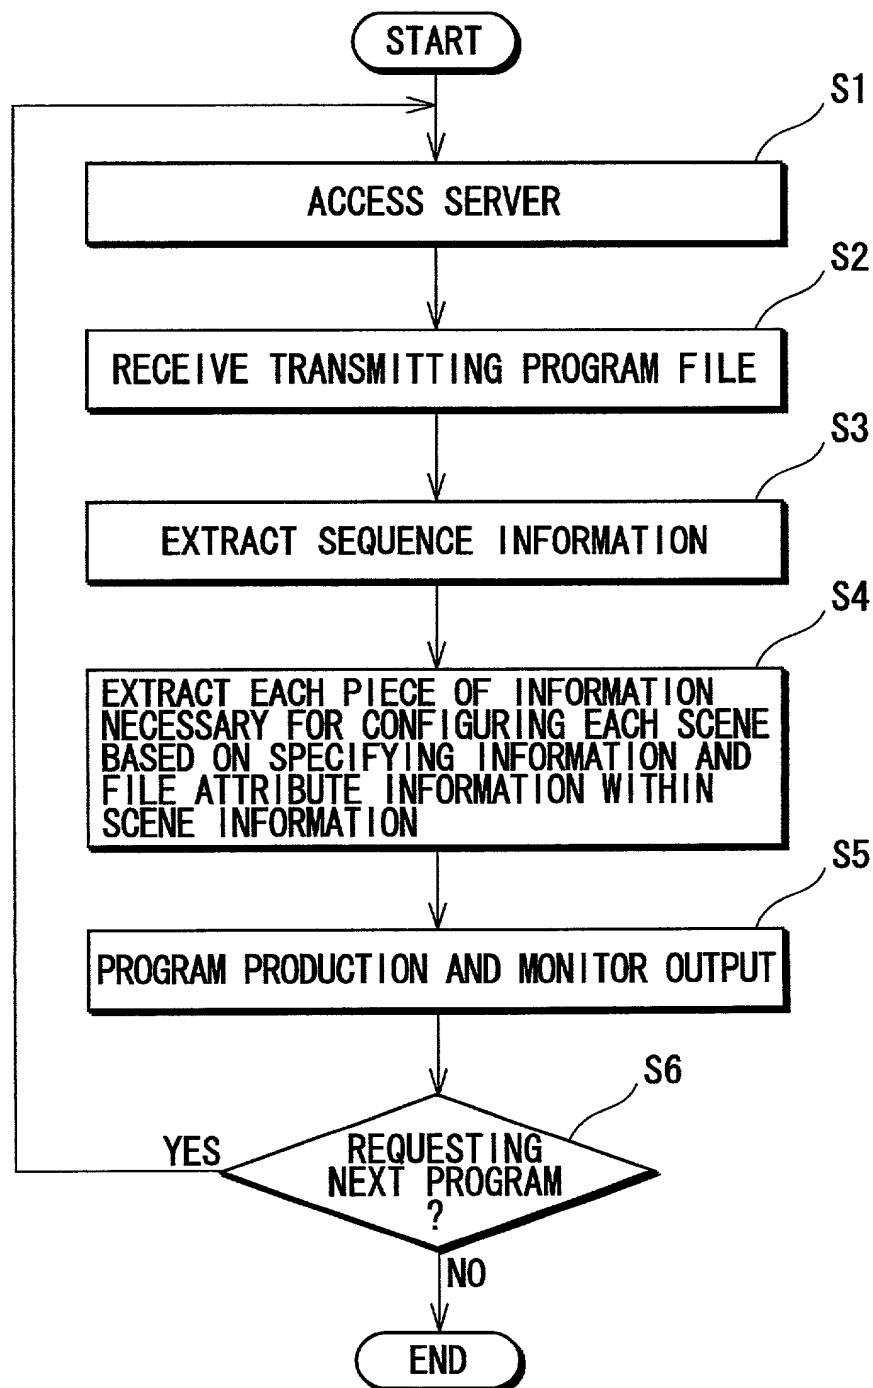 START
S1
ACCESS SERVER
S2
RECEIVE TRANSMITTING PROGRAM FILE
S3
EXTRACT SEQUENCE INFORMATION
S4
EXTRACT EACH PIECE OF INFORMATION
NECESSARY FOR CONFIGURING EACH SCENE
BASED ON SPECIFYING INFORMATION AND
FILE ATTRIBUTE INFORMATION WITHIN
SCENE INFORMATION
S5
PROGRAM PRODUCTION AND MONITOR OUTPUT
S6
YES
REQUESTING
NEXT PROGRAM
?
NO
END